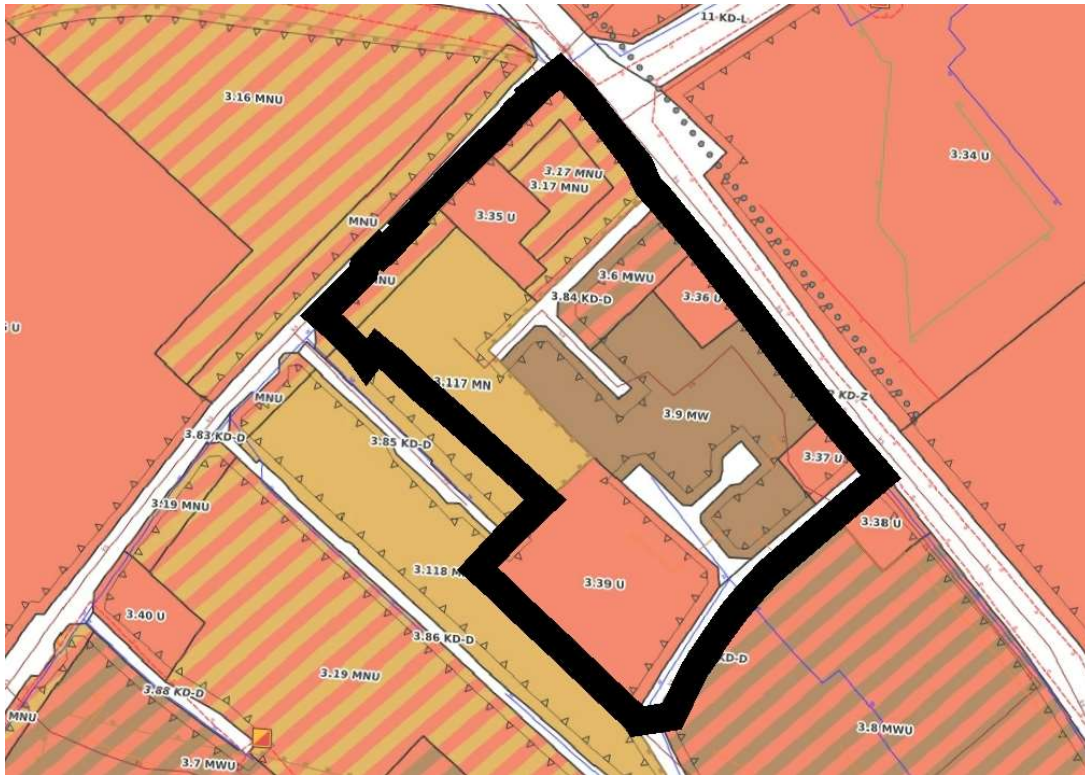 11 KD-L
3.16 MNU
3.34 U
3.17 MNU
3.17 MNU
3.35 U
MNU
3.6 MWU
3.84 KD-D
3.36 U
3.117 MN
KD-Z
MNU
3.9 MW
3.83 KD-D
3.85 KD-D
3.37 U
3.19 MNU
3.38 U
3.118
3.39 U
3.40 U
3.86 KD-D
KD-D
3.19 MNU
3.88 KD-D
MNU
3.8 MWU
3.7 MWU